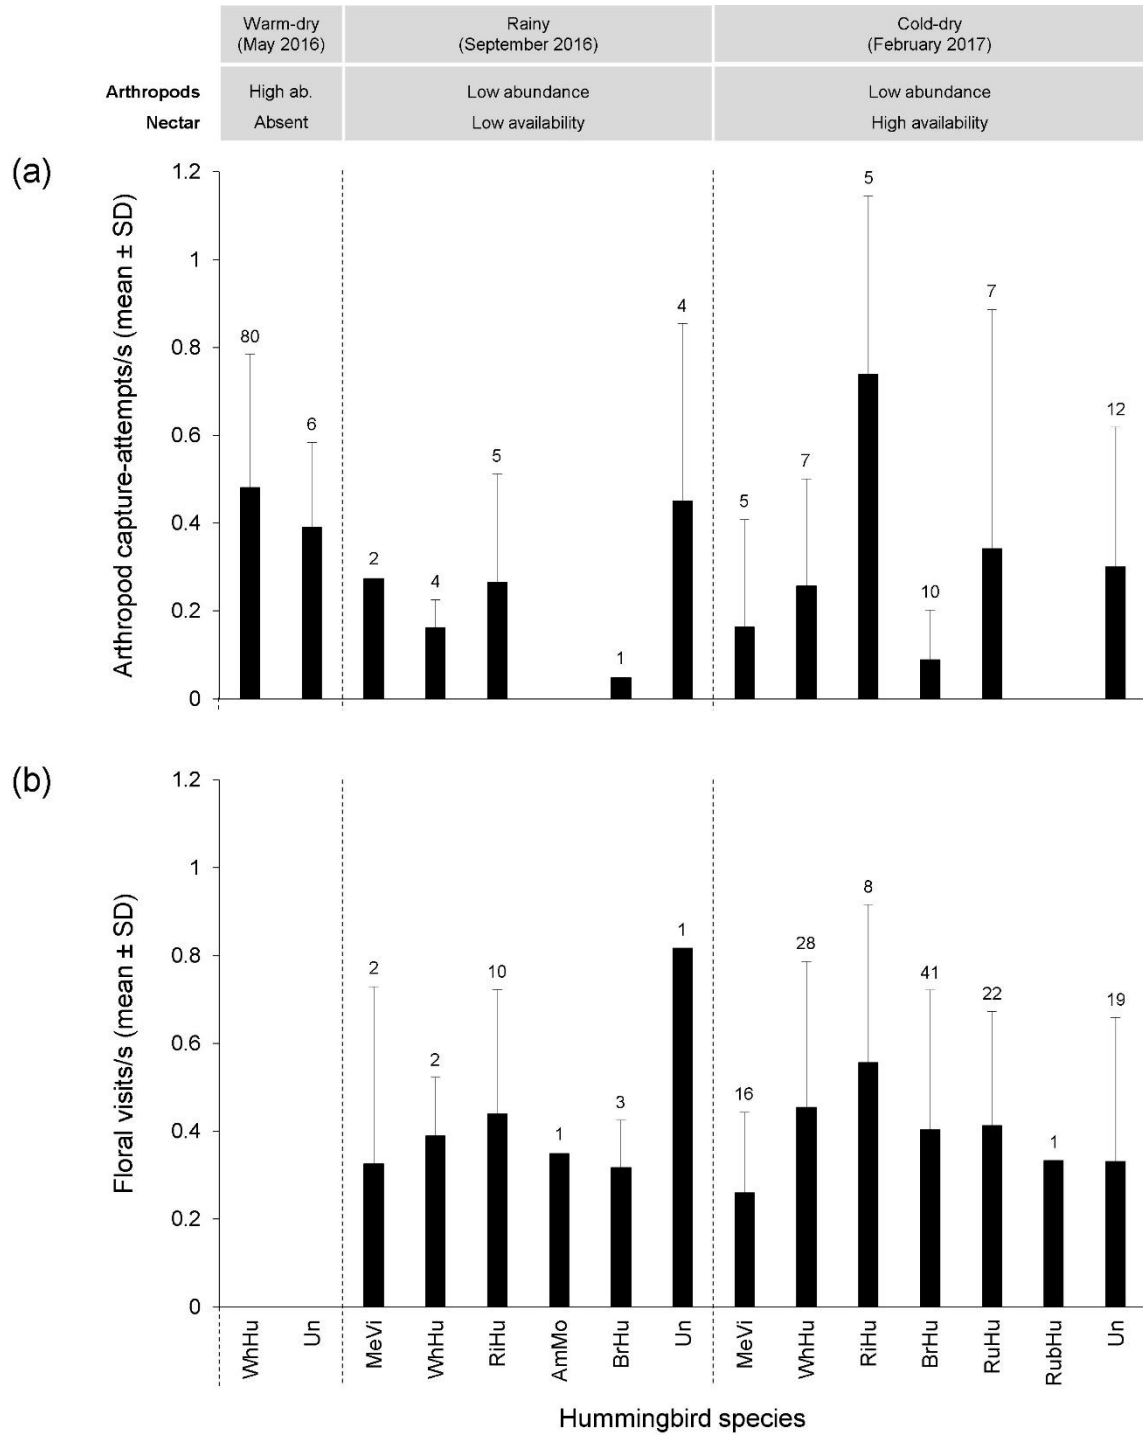 Warm-dry
(May 2016)
Rainy
(September 2016)
Cold-dry
(February 2017)
Arthropods
High ab.
Low abundance
Low abundance
Nectar
Absent
Low availability
High availability
(a)
Arthropod capture-attempts/s (mean ± SD)
1.2
1
0.8
0.6
0.4
0.2
0
80
6
2
4
5
1
4
5
7
5
10
7
12
(b)
Floral visits/s (mean ± SD)
1.2
1
0.8
0.6
0.4
0.2
0
2
2
10
1
3
1
16
28
8
41
22
1
19
WhHu
Un
MeVi
WhHu
RiHu
AmMo
BrHu
Un
MeVi
WhHu
RiHu
BrHu
RuHu
RubHu
Un
Hummingbird species